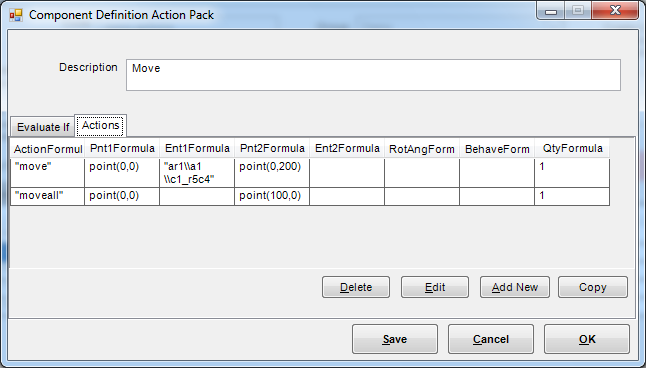 Component Definition Action Pack
Description Move
Evaluate If Actions
ActionFormul Pnt1Formula Ent1Formula Pnt2Formula Ent2Formula RotAngForm BehaveForm QtyFormula
"move" point(0,0) "ar1\\a1 point(0,200) 1
\\c1_r5c4"
"moveall" point(0,0) point(100,0) 1
Delete Edit Add New Copy
Save Cancel OK